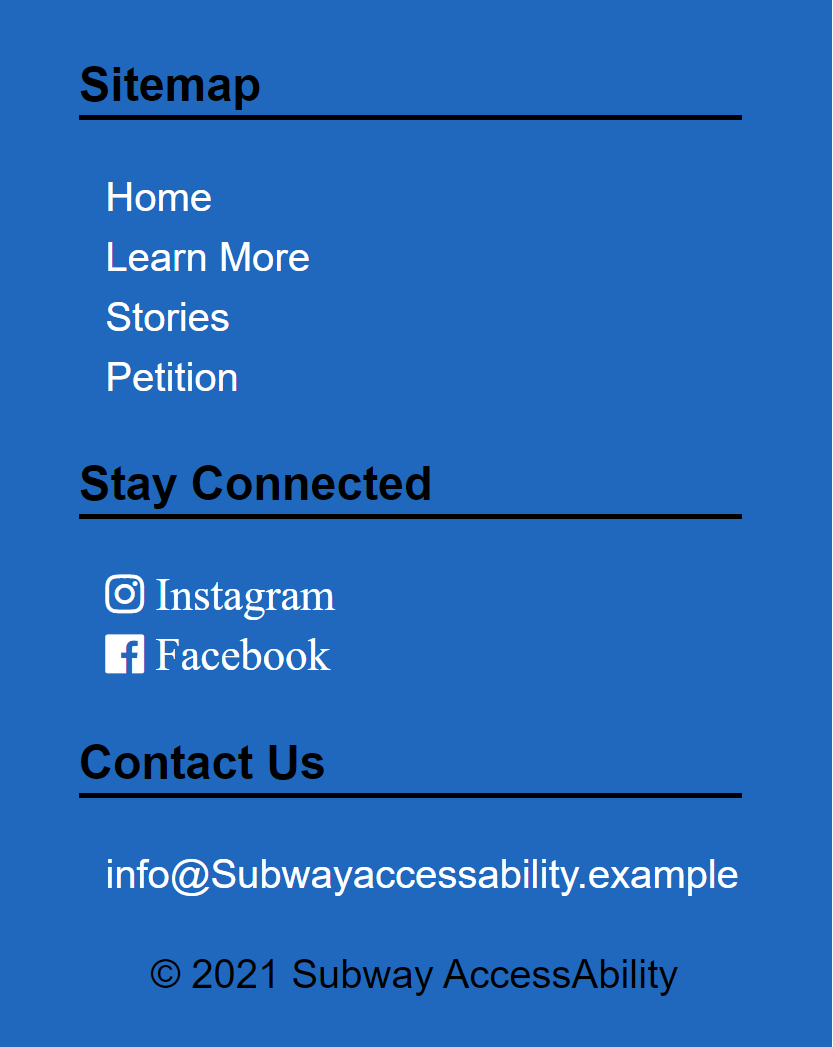 Sitemap
Home
Learn More
Stories
Petition
Stay Connected
Instagram
Facebook
Contact Us
info@Subwayaccessability.example
© 2021 Subway AccessAbility